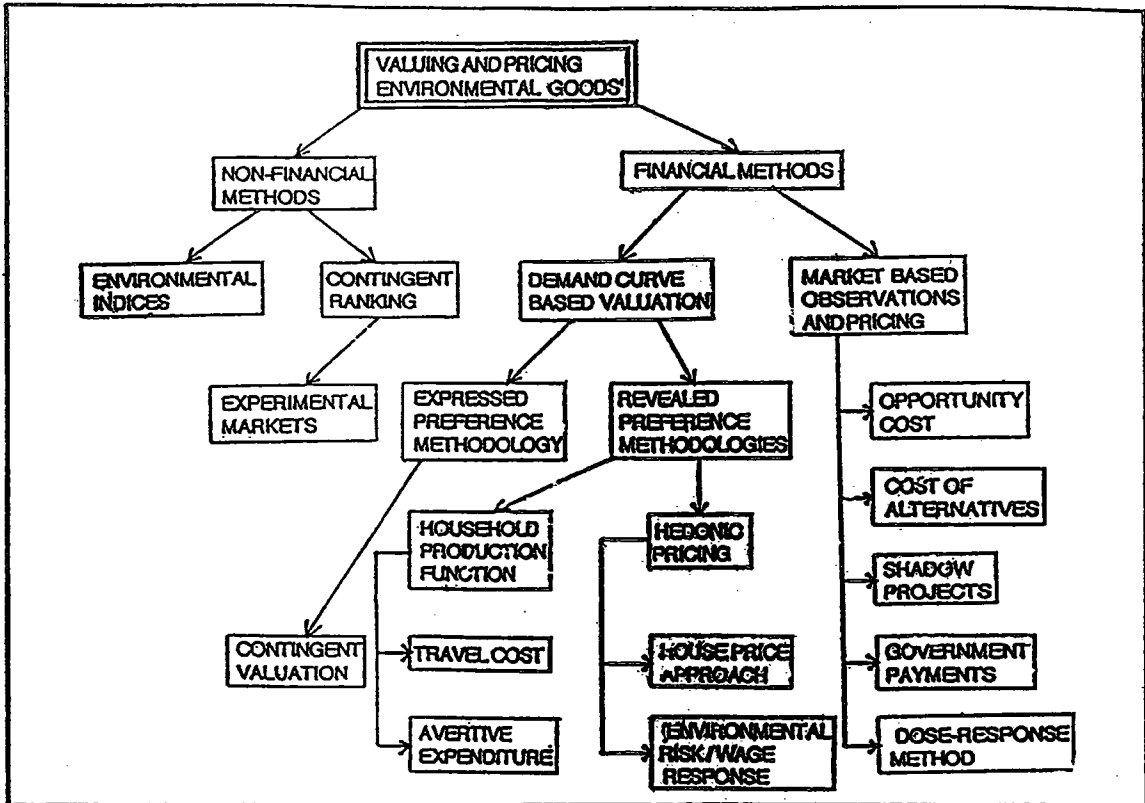 VALUING AND PRICING
ENVIRONMENTAL 'GOODS'
NON-FINANCIAL
METHODS
FINANCIAL METHODS
ENVIRONMENTAL
INDICES
CONTINGENT
RANKING
DEMAND CURVE
BASED VALUATION
MARKET BASED
OBSERVATIONS
AND PRICING
EXPERIMENTAL
MARKETS
EXPRESSED
PREFERENCE
METHODOLOGY
REVEALED
PREFERENCE
METHODOLOGIES
OPPORTUNITY
COST
COST OF
ALTERNATIVES
HOUSEHOLD
PRODUCTION
FUNCTION
HEDONIC
PRICING
SHADOW
PROJECTS
CONTINGENT
VALUATION
TRAVEL COST
HOUSE PRICE
APPROACH
GOVERNMENT
PAYMENTS
AVERTIVE
EXPENDITURE
ENVIRONMENTAL
RISK/WAGE
RESPONSE
DOSE-RESPONSE
METHOD